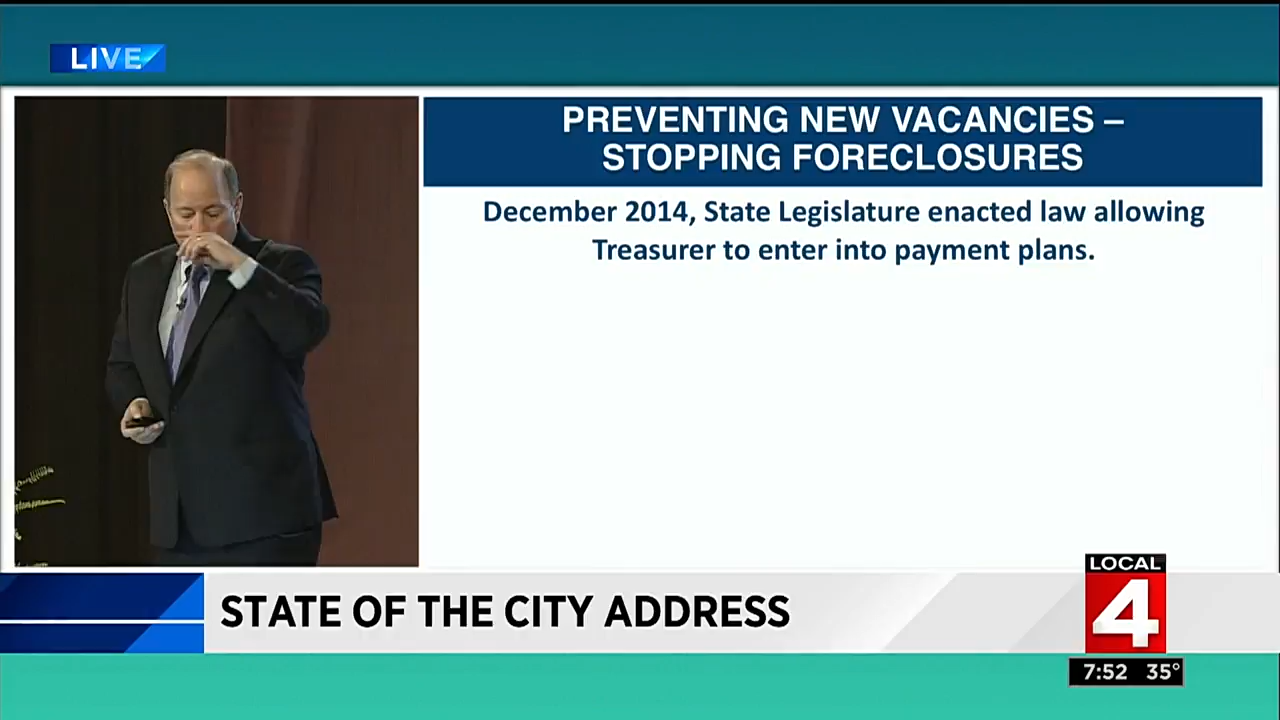 LIVE
PREVENTING NEW VACANCIES –
STOPPING FORECLOSURES
December 2014, State Legislature enacted law allowing
Treasurer to enter into payment plans.
STATE OF THE CITY ADDRESS
LOCAL
4
7:52 35°